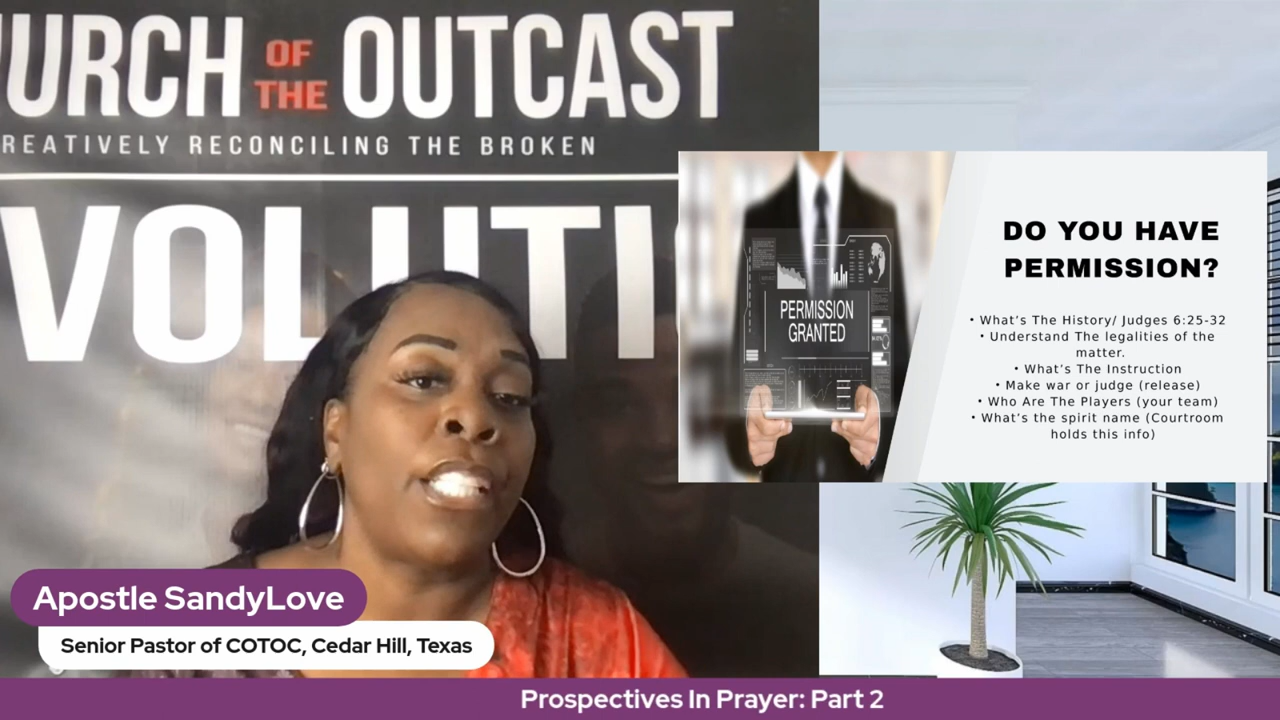 URCH OF THE OUTCAST
REATIVELY RECONCILING THE BROKEN
VOLUTI
PERMISSION
GRANTED
DO YOU HAVE
PERMISSION?
• What's The History/ Judges 6:25-32
• Understand The legalities of the
matter.
• What's The Instruction
• Make war or judge (release)
• Who Are The Players (your team)
• What's the spirit name (Courtroom
holds this info)
Apostle SandyLove
Senior Pastor of COTOC, Cedar Hill, Texas
Prospectives In Prayer: Part 2